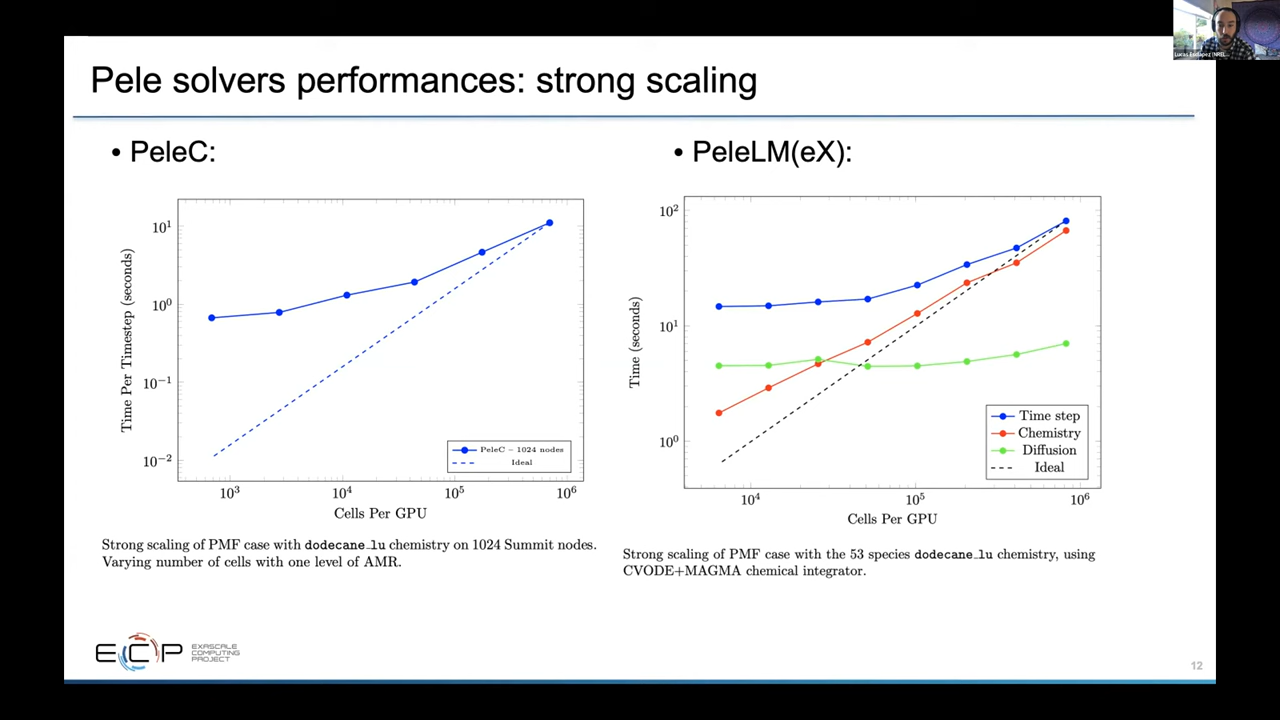 Pele solvers performances: strong scaling
• PeleC:
10^1
10^0
10^−1
10^−2
Time Per Timestep (seconds)
PeleC – 1024 nodes
Ideal
10^3
10^4
10^5
10^6
Cells Per GPU
Strong scaling of PMF case with dodecane_lu chemistry on 1024 Summit nodes.
Varying number of cells with one level of AMR.
• PeleLM(eX):
10^2
10^1
10^0
Time (seconds)
Time step
Chemistry
Diffusion
Ideal
10^4
10^5
10^6
Cells Per GPU
Strong scaling of PMF case with the 53 species dodecane_lu chemistry, using
CVODE+MAGMA chemical integrator.
ECP
EXASCALE
COMPUTING
PROJECT
12